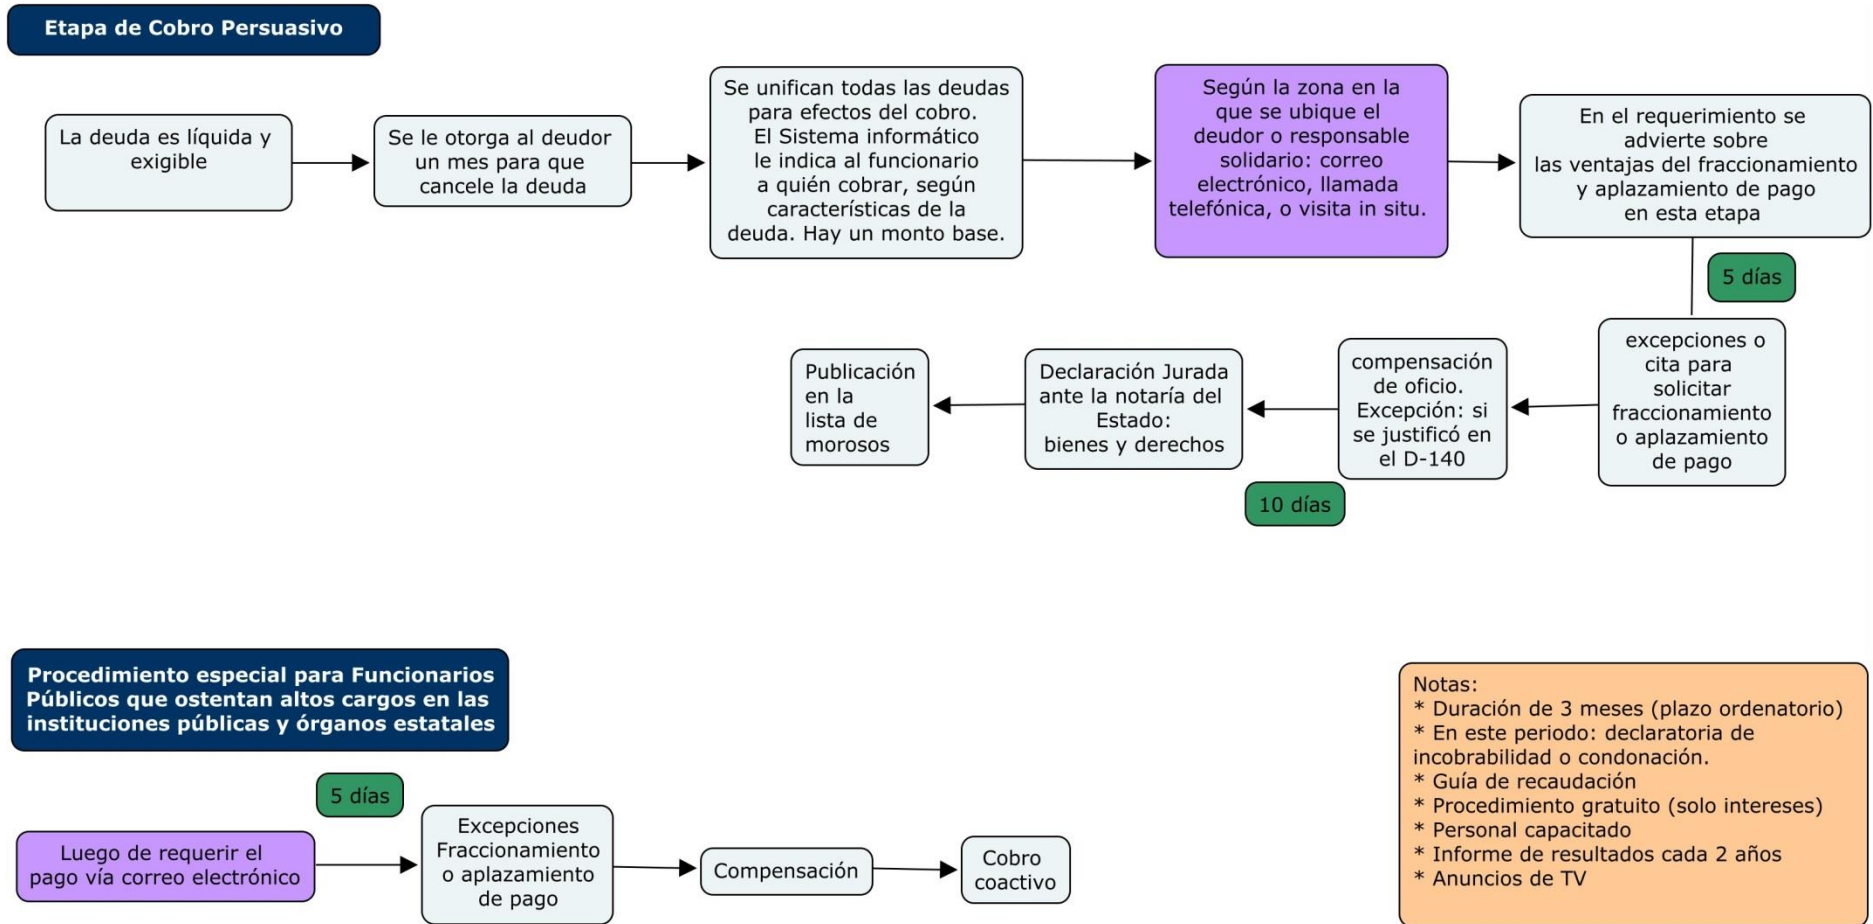 Etapa de Cobro Persuasivo
La deuda es líquida y
exigible
Se le otorga al deudor
un mes para que
cancele la deuda
Se unifican todas las deudas
para efectos del cobro.
El Sistema informático
le indica al funcionario
a quién cobrar, según
características de la
deuda. Hay un monto base.
Según la zona en la
que se ubique el
deudor o responsable
solidario: correo
electrónico, llamada
telefónica, o visita in situ.
En el requerimiento se
advierte sobre
las ventajas del fraccionamiento
y aplazamiento de pago
en esta etapa
5 días
excepciones o
cita para
solicitar
fraccionamiento
o aplazamiento
de pago
compensación
de oficio.
Excepción: si
se justificó en
el D-140
10 días
Declaración Jurada
ante la notaría del
Estado:
bienes y derechos
Publicación
en la
lista de
morosos
Procedimiento especial para Funcionarios
Públicos que ostentan altos cargos en las
instituciones públicas y órganos estatales
Luego de requerir el
pago vía correo electrónico
5 días
Excepciones
Fraccionamiento
o aplazamiento
de pago
Compensación
Cobro
coactivo
Notas:
* Duración de 3 meses (plazo ordenatorio)
* En este periodo: declaratoria de
incobrabilidad o condonación.
* Guía de recaudación
* Procedimiento gratuito (solo intereses)
* Personal capacitado
* Informe de resultados cada 2 años
* Anuncios de TV